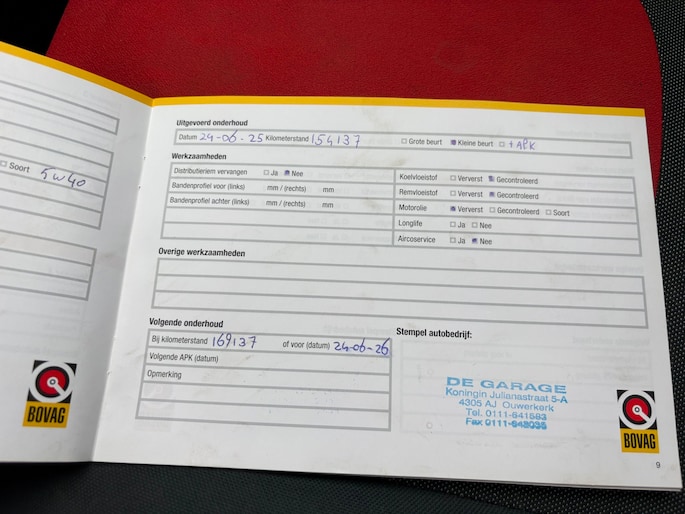 Soort 5W40
BOVAG
Uitgevoerd onderhoud
Datum 24-06-25 Kilometerstand 154137 Grote beurt Kleine beurt + APK
Werkzaamheden
Distributieriem vervangen Ja Nee
Bandenprofiel voor (links) mm / (rechts) mm
Bandenprofiel achter (links) mm / (rechts) mm
Koelvloeistof Ververst Gecontroleerd
Remvloeistof Ververst Gecontroleerd
Motorolie Ververst Gecontroleerd Soort
Longlife Ja Nee
Aircoservice Ja Nee
Overige werkzaamheden
Volgende onderhoud
Bij kilometerstand 169137 of voor (datum) 24-06-26
Volgende APK (datum)
Opmerking
Stempel autobedrijf:
DE GARAGE
Koningin Julianastraat 5-A
4305 AJ Ouwerkerk
Tel. 0111-641583
Fax 0111-642035
BOVAG
9